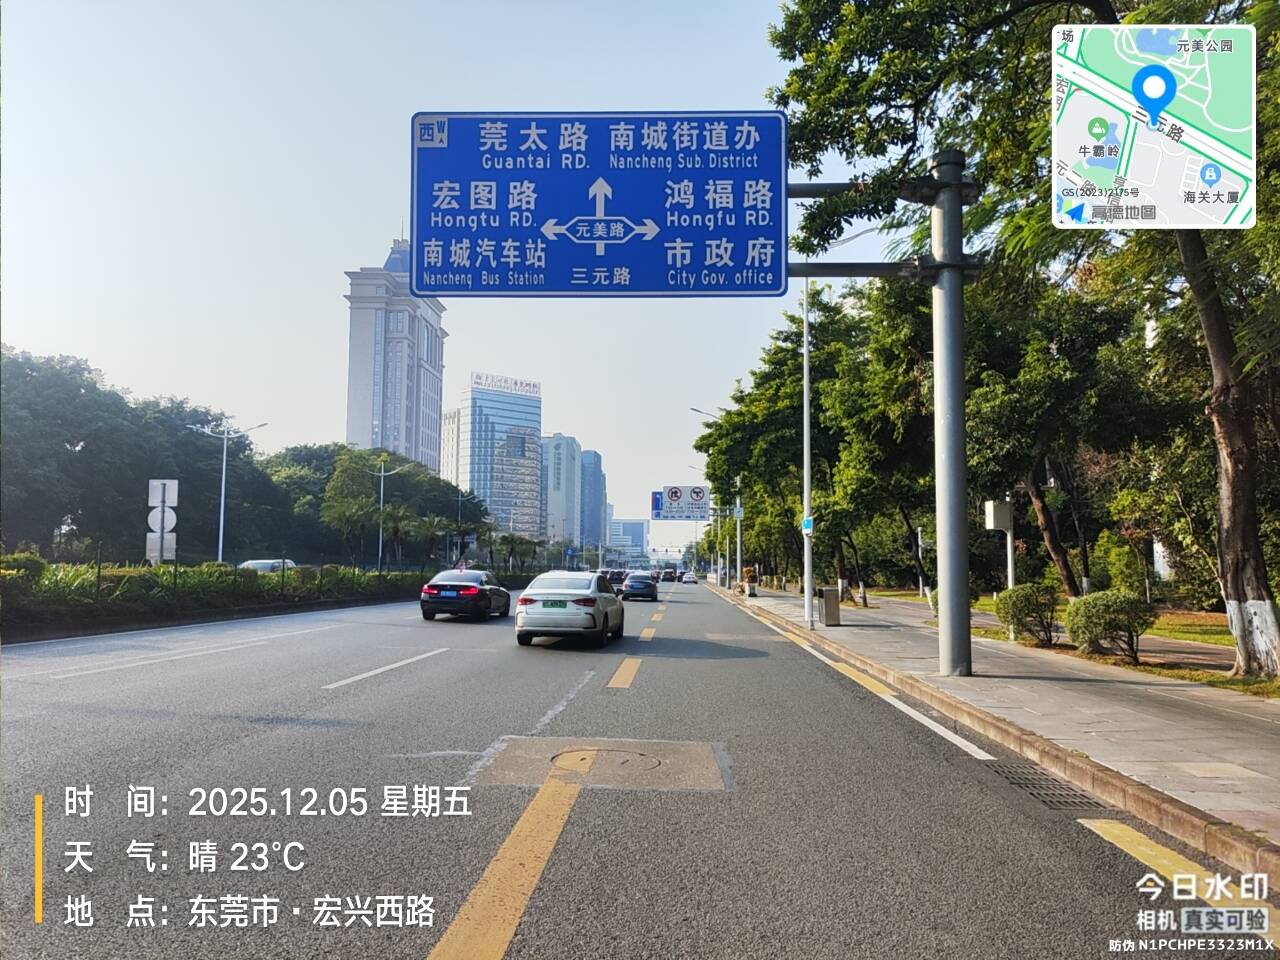 西 W
莞太路 南城街道办
Guantai RD. Nancheng Sub. District
宏图路 鸿福路
Hongtu RD. Hongfu RD.
元美路
南城汽车站 市政府
Nancheng Bus Station 三元路 City Gov. office
元美公园
三元路
牛霸岭
海关大厦
GS(2023)2175号
高德地图
时 间：2025.12.05 星期五
天 气：晴 23°C
地 点：东莞市·宏兴西路
今日水印
相机 真实可验
防伪 N1PCHPE3323M1X